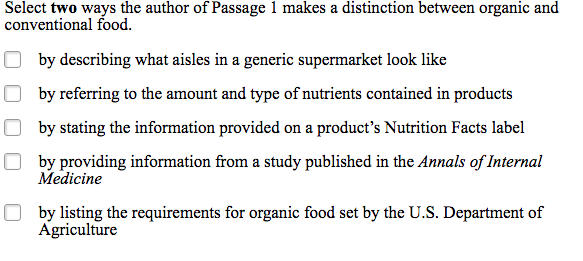 Select two ways the author of Passage 1 makes a distinction between organic and
conventional food.
by describing what aisles in a generic supermarket look like
by referring to the amount and type of nutrients contained in products
by stating the information provided on a product’s Nutrition Facts label
by providing information from a study published in the Annals of Internal
Medicine
by listing the requirements for organic food set by the U.S. Department of
Agriculture